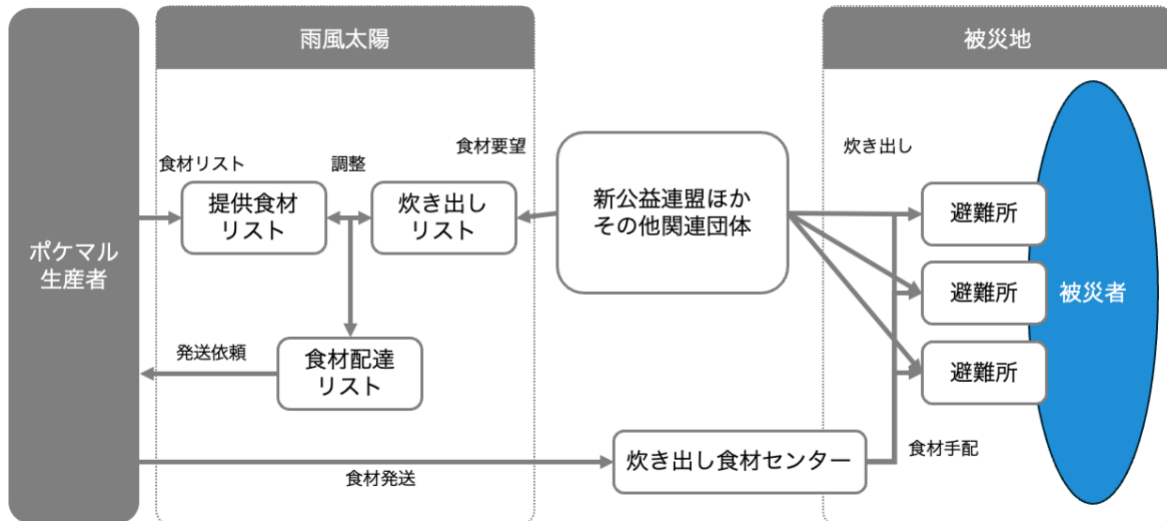 雨風太陽
被災地
ポケマル
生産者
食材リスト
調整
食材要望
炊き出し
提供食材
リスト
炊き出し
リスト
新公益連盟ほか
その他関連団体
避難所
避難所
避難所
被災者
発送依頼
食材配達
リスト
食材発送
炊き出し食材センター
食材手配